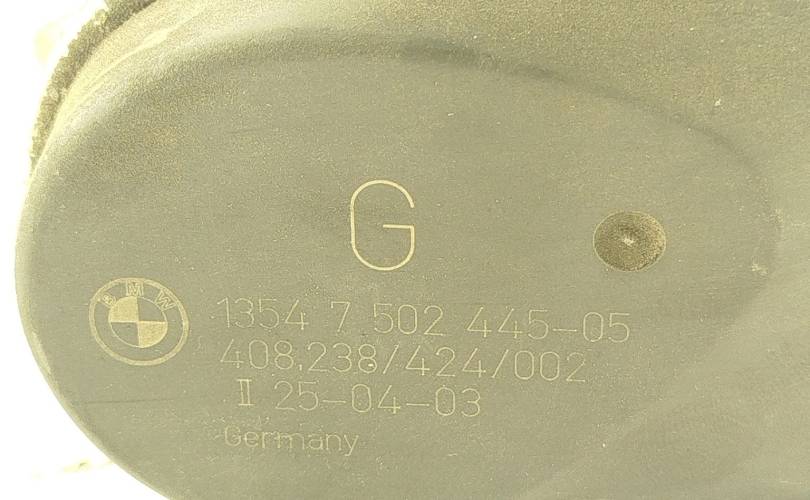 G
BMW
1354 7 502 445-05
408.238/424/002
II 25-04-03
Germany